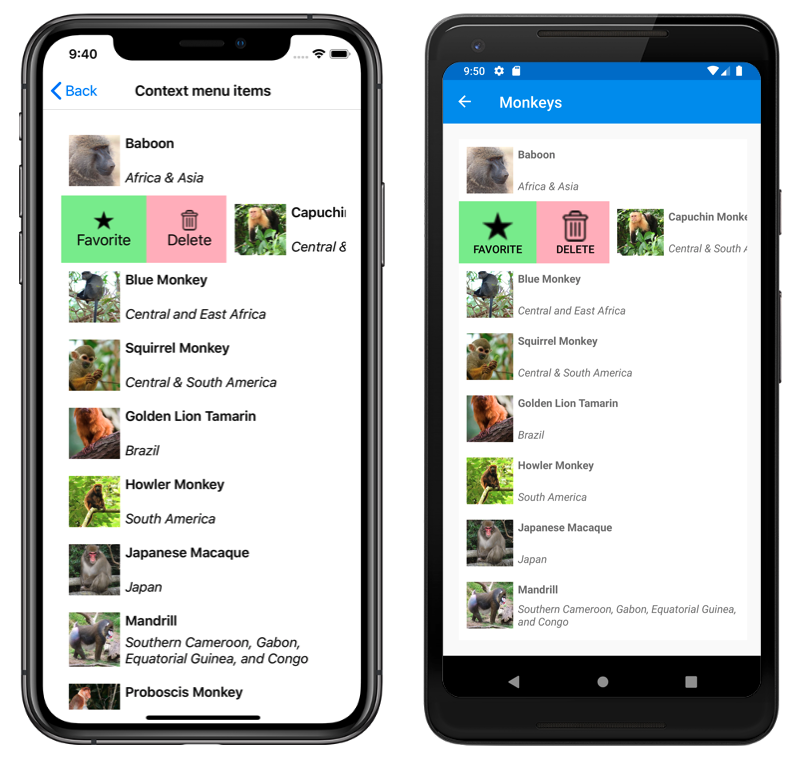 9:40
Back
Context menu items
Baboon
Africa & Asia
Favorite
Delete
Capuchin
Central &
Blue Monkey
Central and East Africa
Squirrel Monkey
Central & South America
Golden Lion Tamarin
Brazil
Howler Monkey
South America
Japanese Macaque
Japan
Mandrill
Southern Cameroon, Gabon,
Equatorial Guinea, and Congo
Proboscis Monkey
9:50
Monkeys
Baboon
Africa & Asia
FAVORITE
DELETE
Capuchin Monke
Central & South A
Blue Monkey
Central and East Africa
Squirrel Monkey
Central & South America
Golden Lion Tamarin
Brazil
Howler Monkey
South America
Japanese Macaque
Japan
Mandrill
Southern Cameroon, Gabon, Equatorial Guinea,
and Congo